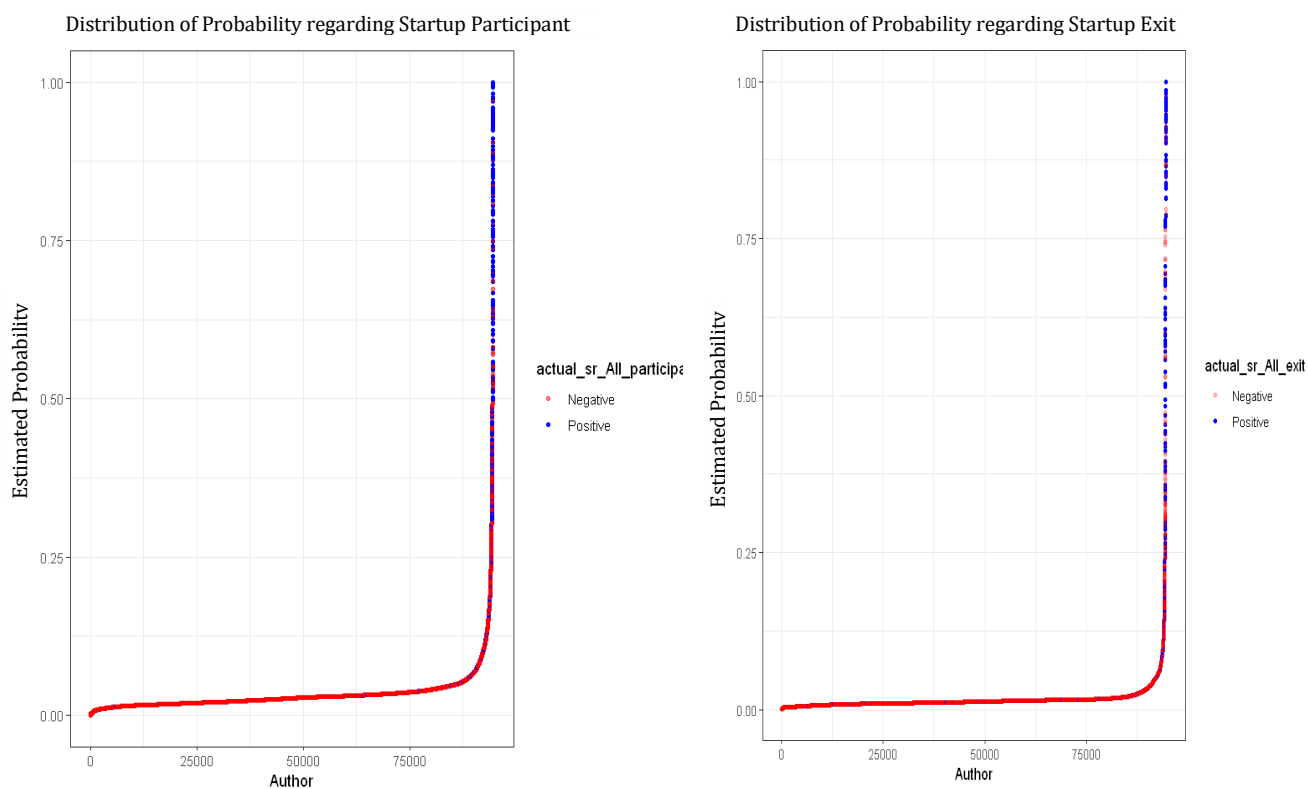 Distribution of Probability regarding Startup Participant
1.00
0.75
0.50
0.25
0.00
Estimated Probability
0
25000
50000
75000
Author
actual_sr_All_participa
Negative
Positive
Distribution of Probability regarding Startup Exit
1.00
0.75
0.50
0.25
0.00
Estimated Probability
0
25000
50000
75000
Author
actual_sr_All_exit
Negative
Positive